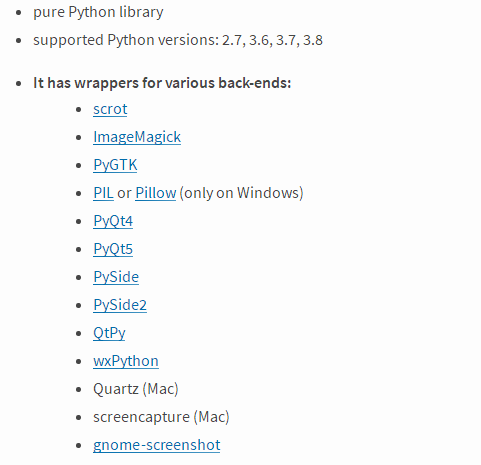 pure Python library
supported Python versions: 2.7, 3.6, 3.7, 3.8
It has wrappers for various back-ends:
scrot
ImageMagick
PyGTK
PIL or Pillow (only on Windows)
PyQt4
PyQt5
PySide
PySide2
QtPy
wxPython
Quartz (Mac)
screencapture (Mac)
gnome-screenshot